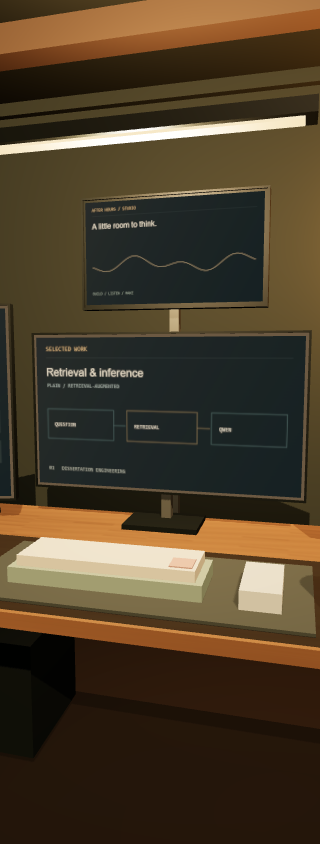 AFTER HOURS / STUDIO
A little room to think.
BUILD / LISTEN / MAKE
SELECTED WORK
Retrieval & inference
PLAIN / RETRIEVAL-AUGMENTED
QUESTION
RETRIEVAL
QWEN
01 DISSERTATION ENGINEERING